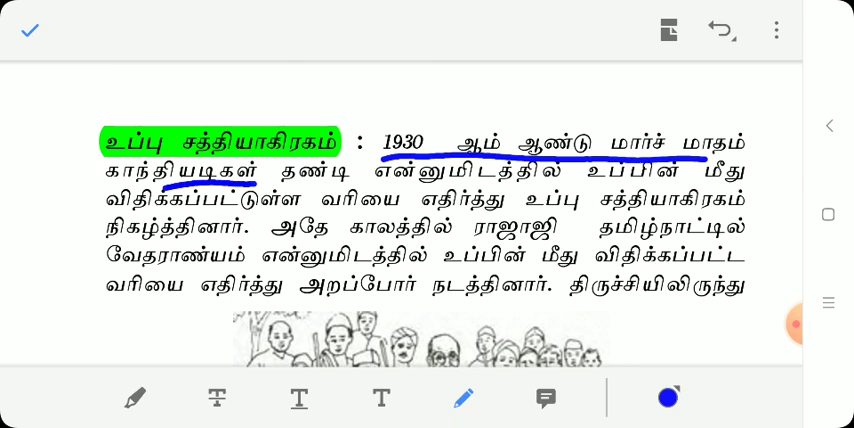 உப்பு சத்தியாகிரகம் : 1930 ஆம் ஆண்டு மார்ச் மாதம்
காந்தியடிகள் தண்டி என்னுமிடத்தில் உப்பின் மீது
விதிக்கப்பட்டுள்ள வரியை எதிர்த்து உப்பு சத்தியாகிரகம்
நிகழ்த்தினார். அதே காலத்தில் ராஜாஜி தமிழ்நாட்டில்
வேதராண்யம் என்னுமிடத்தில் உப்பின் மீது விதிக்கப்பட்ட
வரியை எதிர்த்து அறப்போர் நடத்தினார். திருச்சியிலிருந்து